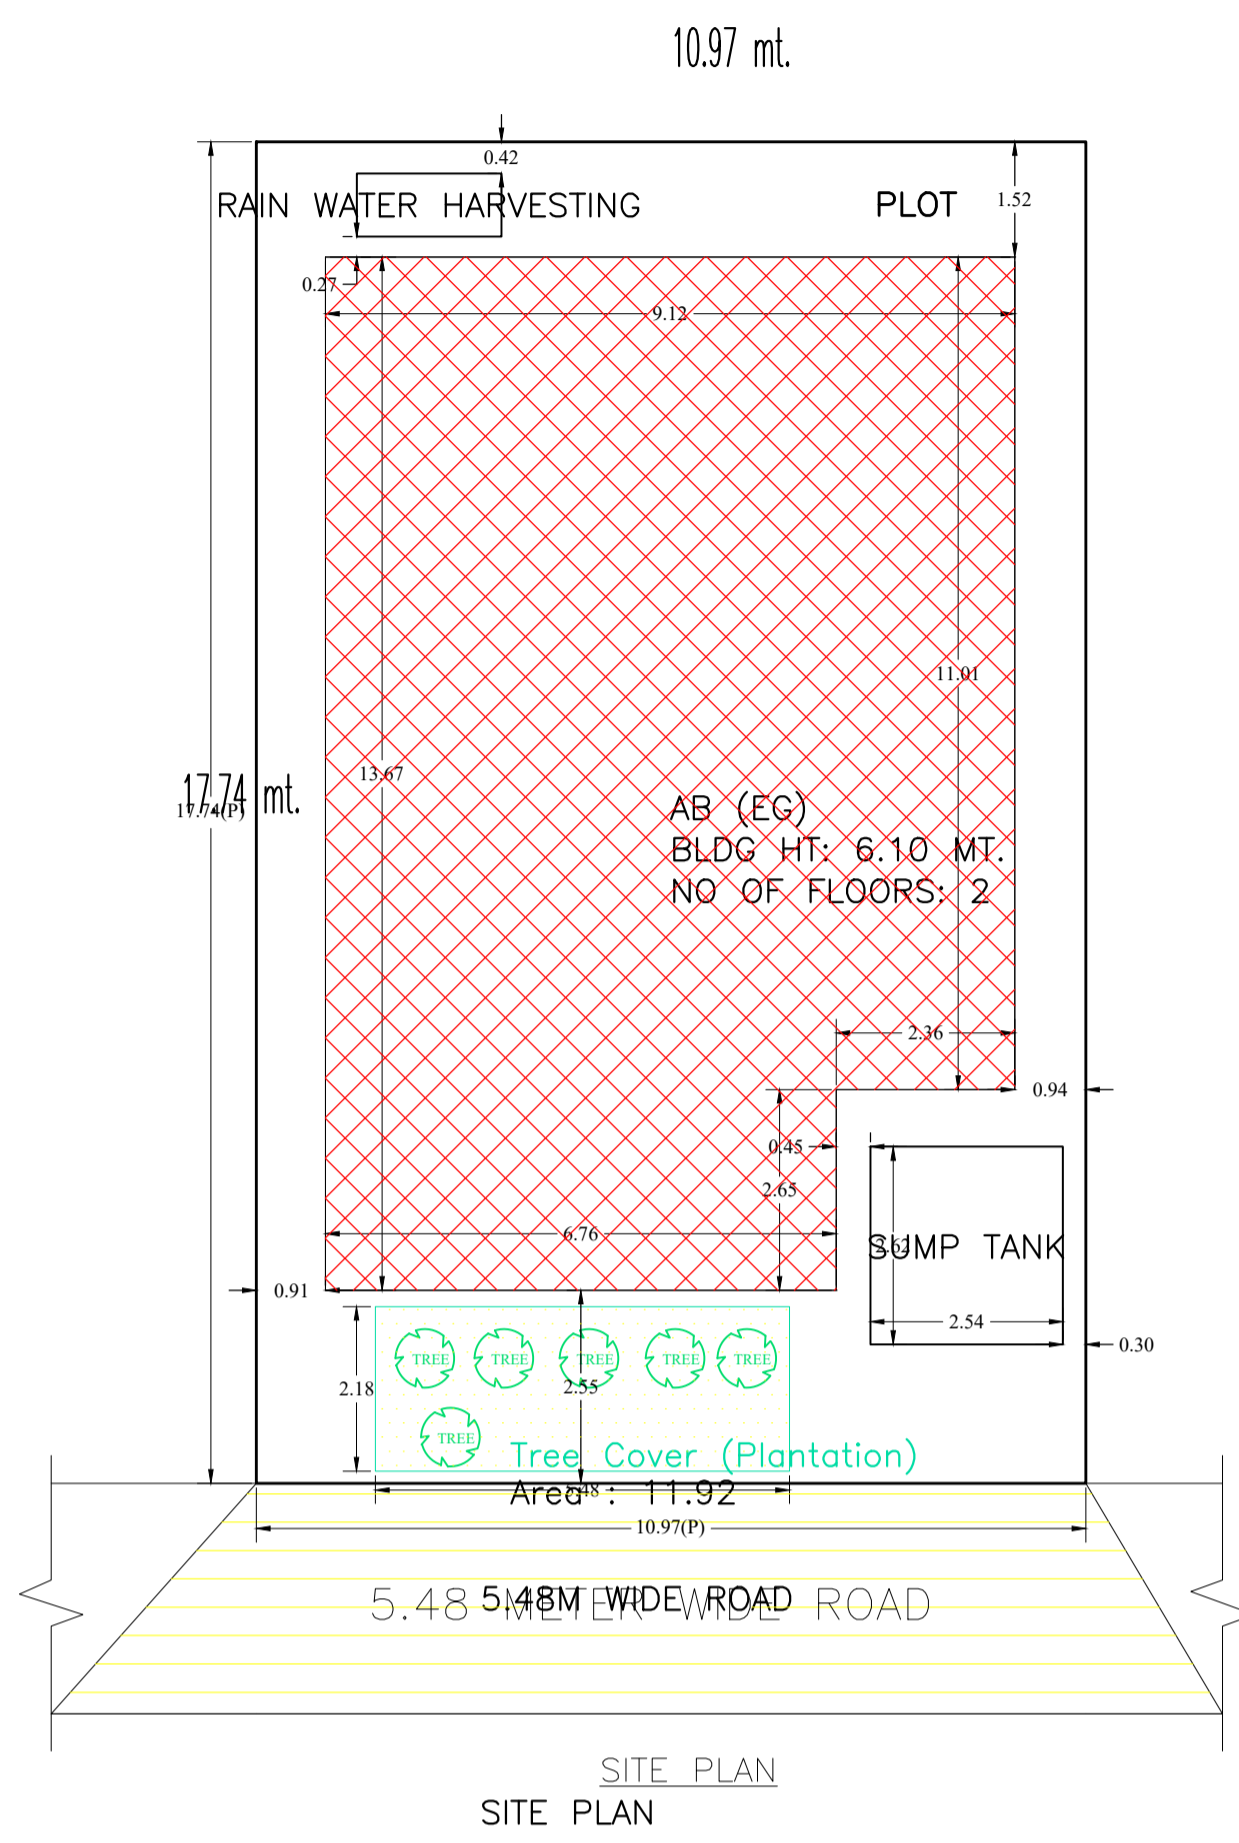 10.97 mt.
0.42
RAIN WATER HARVESTING
PLOT
1.52
0.27
9.12
11.01
13.67
17.74 mt.
17.74(P)
AB (EG)
BLDG HT: 6.10 MT.
NO OF FLOORS: 2
2.36
0.94
0.45
2.65
6.76
SUMP TANK
2.62
0.91
2.54
0.30
TREE TREE TREE TREE TREE
2.18
2.55
TREE
Tree Cover (Plantation)
Area : 11.92
5.48
10.97(P)
5.48M WIDE ROAD
5.48 METER WIDE ROAD
SITE PLAN
SITE PLAN